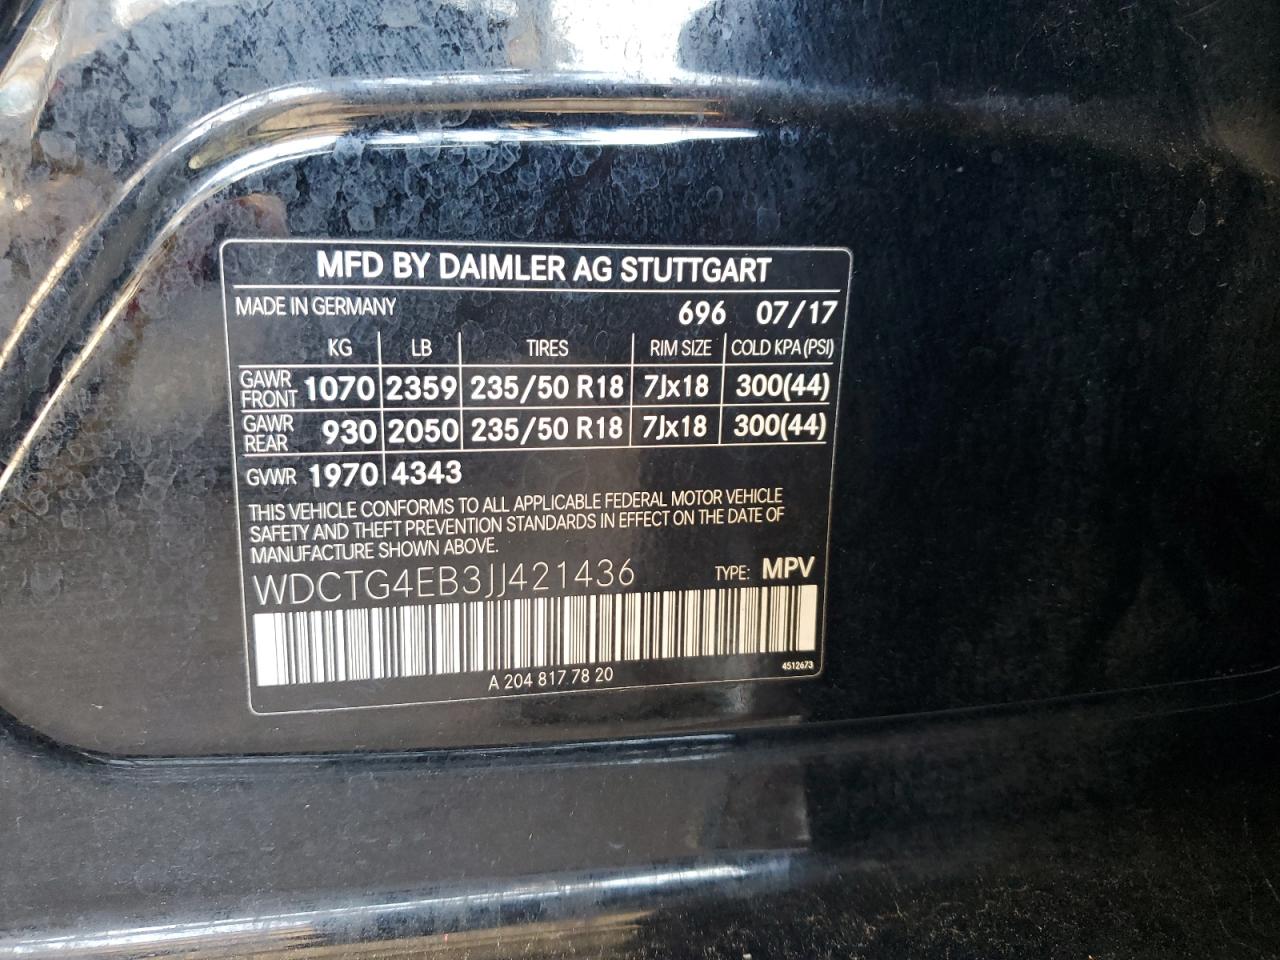 MFD BY DAIMLER AG STUTTGART
MADE IN GERMANY 696 07/17
KG LB TIRES RIM SIZE COLD KPA (PSI)
GAWR FRONT 1070 2359 235/50 R18 7Jx18 300(44)
GAWR REAR 930 2050 235/50 R18 7Jx18 300(44)
GVWR 1970 4343
THIS VEHICLE CONFORMS TO ALL APPLICABLE FEDERAL MOTOR VEHICLE
SAFETY AND THEFT PREVENTION STANDARDS IN EFFECT ON THE DATE OF
MANUFACTURE SHOWN ABOVE.
WDCTG4EB3JJ421436 TYPE: MPV
A 204 817 78 20 4512673